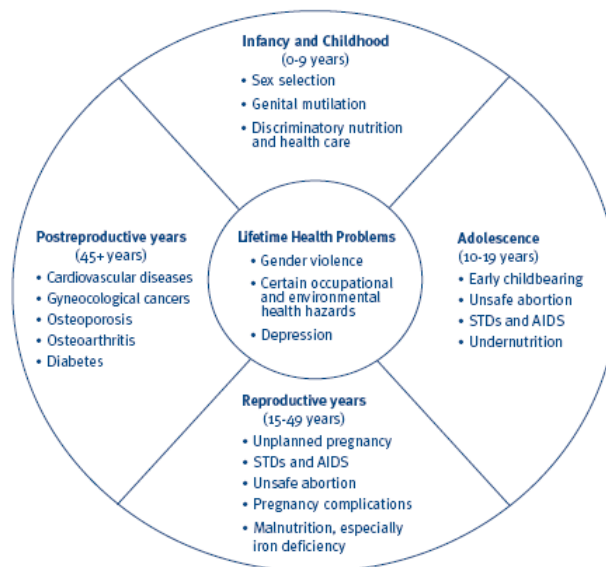 Infancy and Childhood
(0-9 years)
• Sex selection
• Genital mutilation
• Discriminatory nutrition
and health care
Postreproductive years
(45+ years)
• Cardiovascular diseases
• Gyneocological cancers
• Osteoporosis
• Osteoarthritis
• Diabetes
Lifetime Health Problems
• Gender violence
• Certain occupational
and environmental
health hazards
• Depression
Adolescence
(10-19 years)
• Early childbearing
• Unsafe abortion
• STDs and AIDS
• Undernutrition
Reproductive years
(15-49 years)
• Unplanned pregnancy
• STDs and AIDS
• Unsafe abortion
• Pregnancy complications
• Malnutrition, especially
iron deficiency